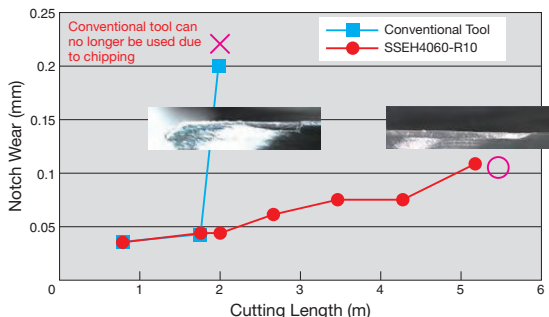 Conventional tool can
no longer be used due
to chipping
Conventional Tool
SSEH4060-R10
0.25
0.2
0.15
0.1
0.05
0
1
2
3
4
5
6
Notch Wear (mm)
Cutting Length (m)